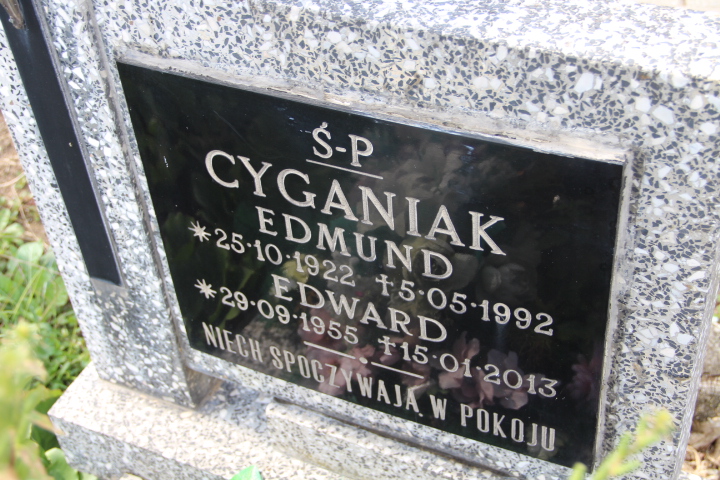 Ś-P
CYGANIAK
EDMUND
*25·10·1922 †5·05·1992
EDWARD
*29·09·1955 †15·01·2013
NIECH SPOCZYWAJĄ W POKOJU